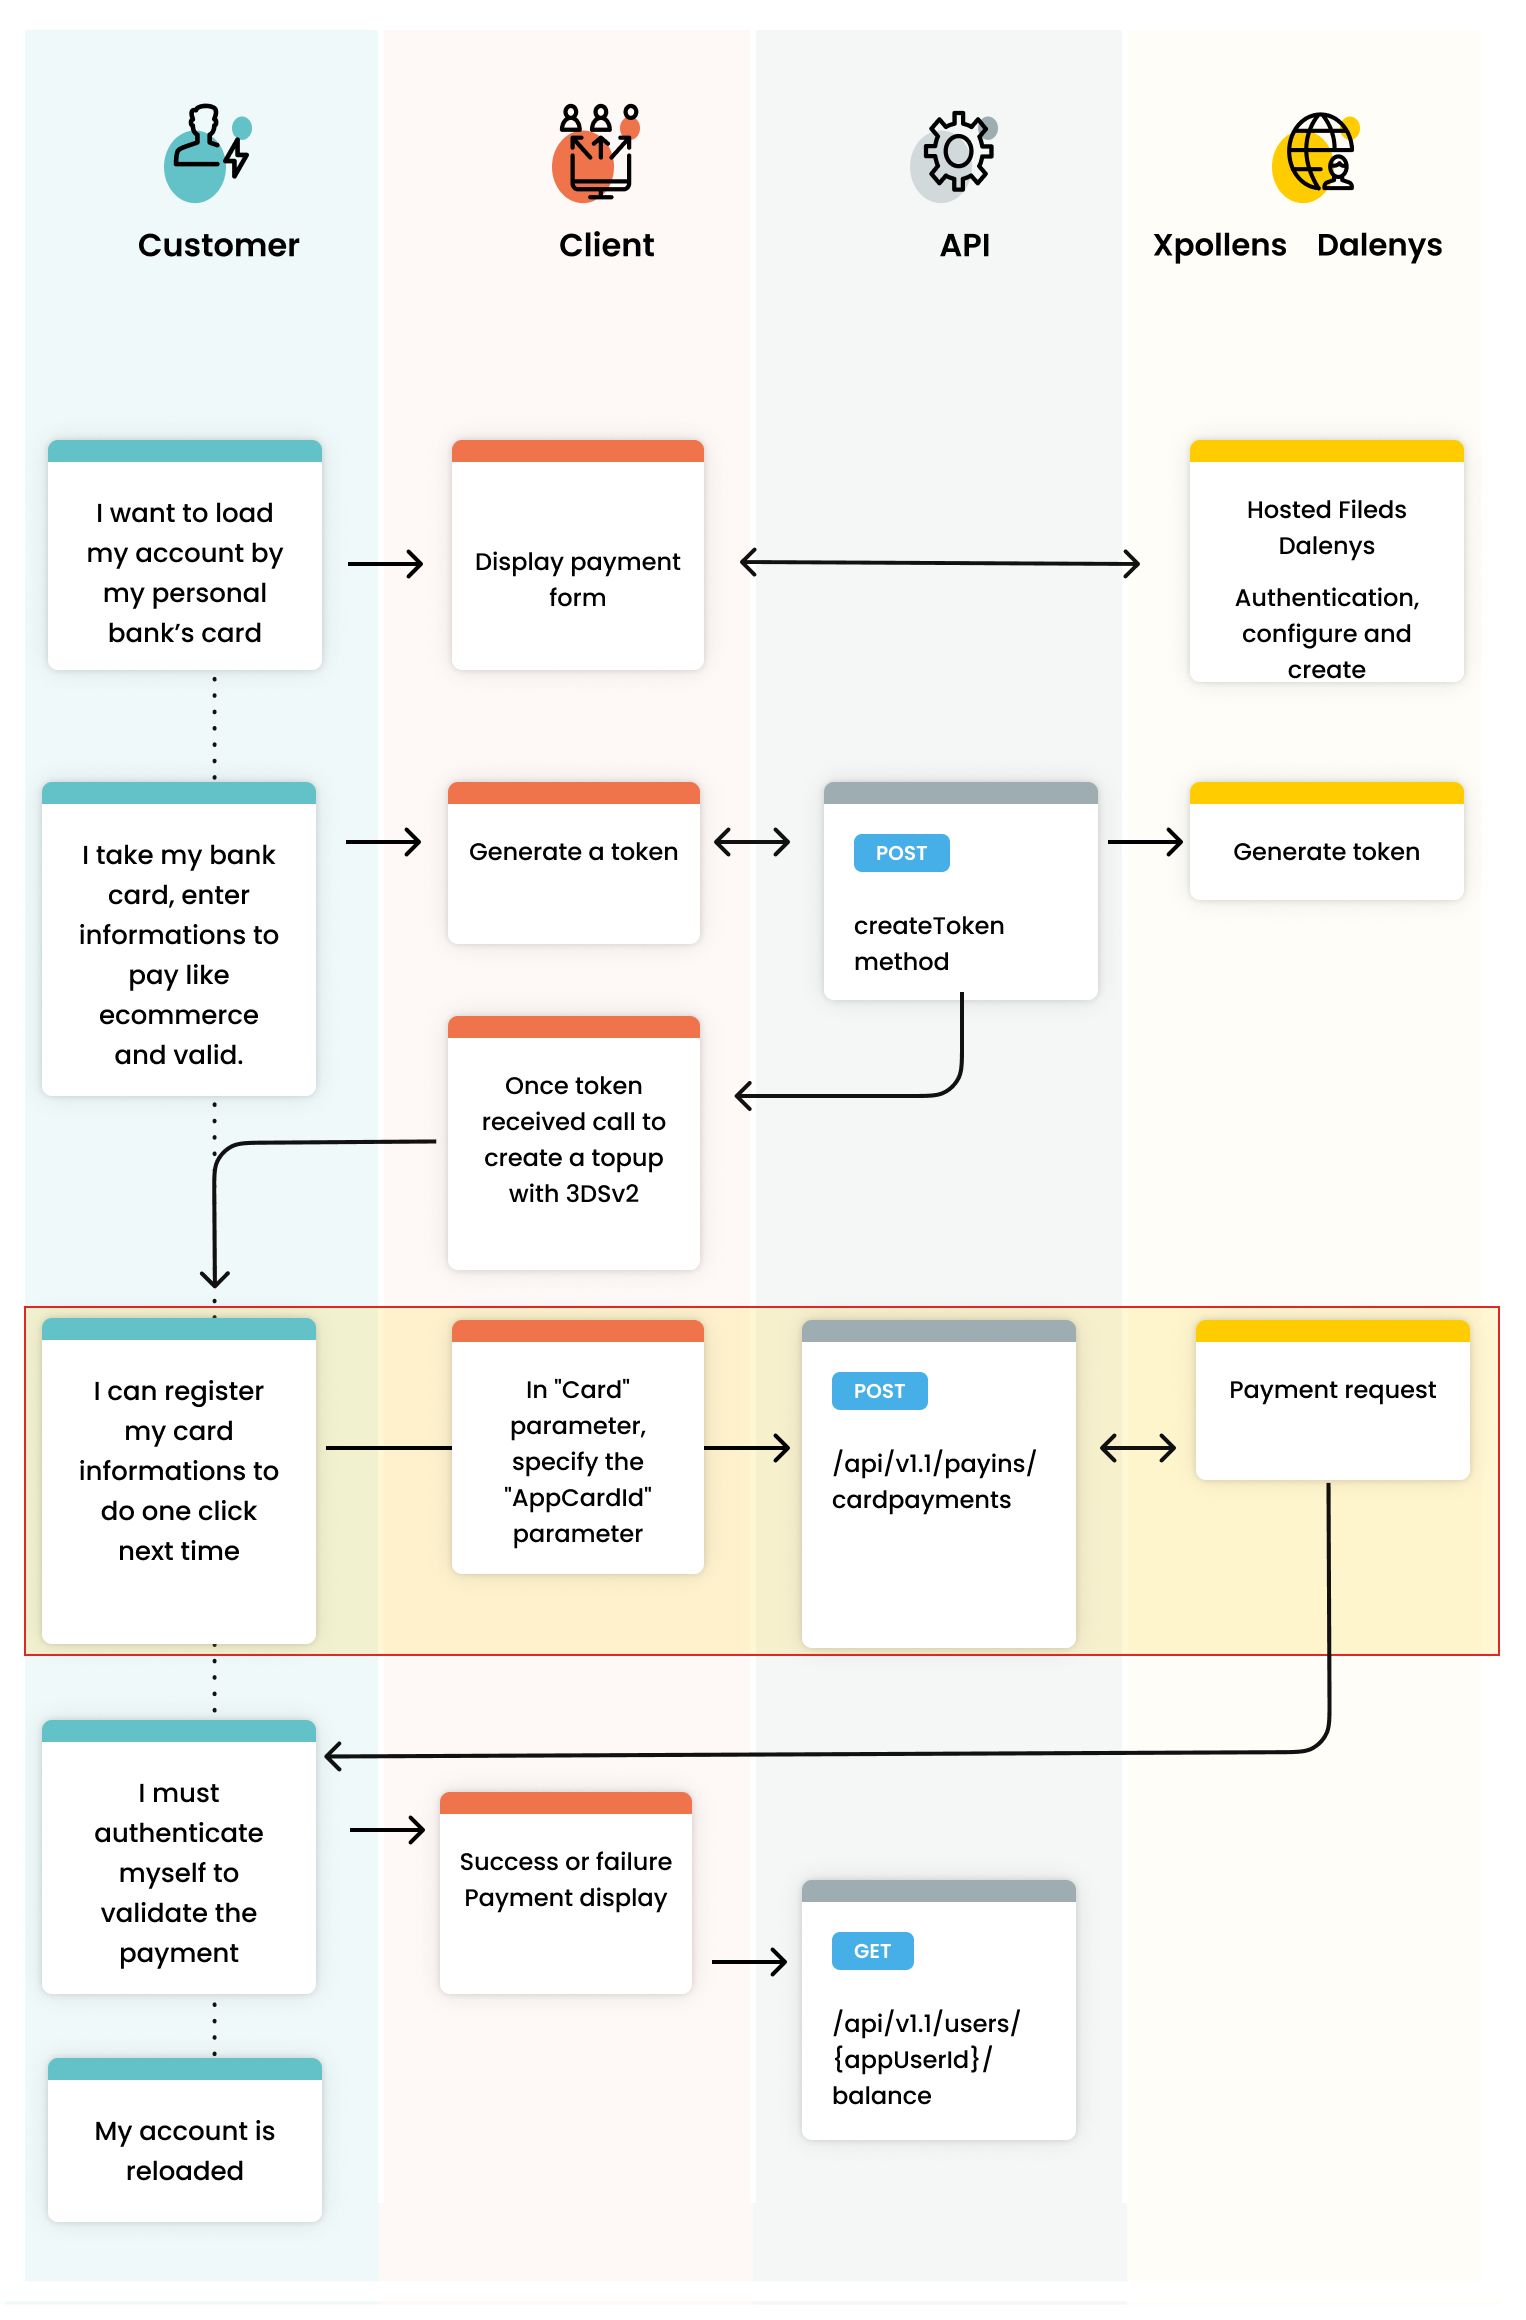 Customer
Client
API
Xpollens Dalenys
I want to load
my account by
my personal
bank's card
Display payment
form
Hosted Fileds
Dalenys
Authentication,
configure and
create
I take my bank
card, enter
informations to
pay like
ecommerce
and valid.
Generate a token
POST
createToken
method
Generate token
Once token
received call to
create a topup
with 3DSv2
I can register
my card
informations to
do one click
next time
In "Card"
parameter,
specify the
"AppCardId"
parameter
POST
/api/v1.1/payins/
cardpayments
Payment request
I must
authenticate
myself to
validate the
payment
Success or failure
Payment display
GET
/api/v1.1/users/
{appUserId}/
balance
My account is
reloaded